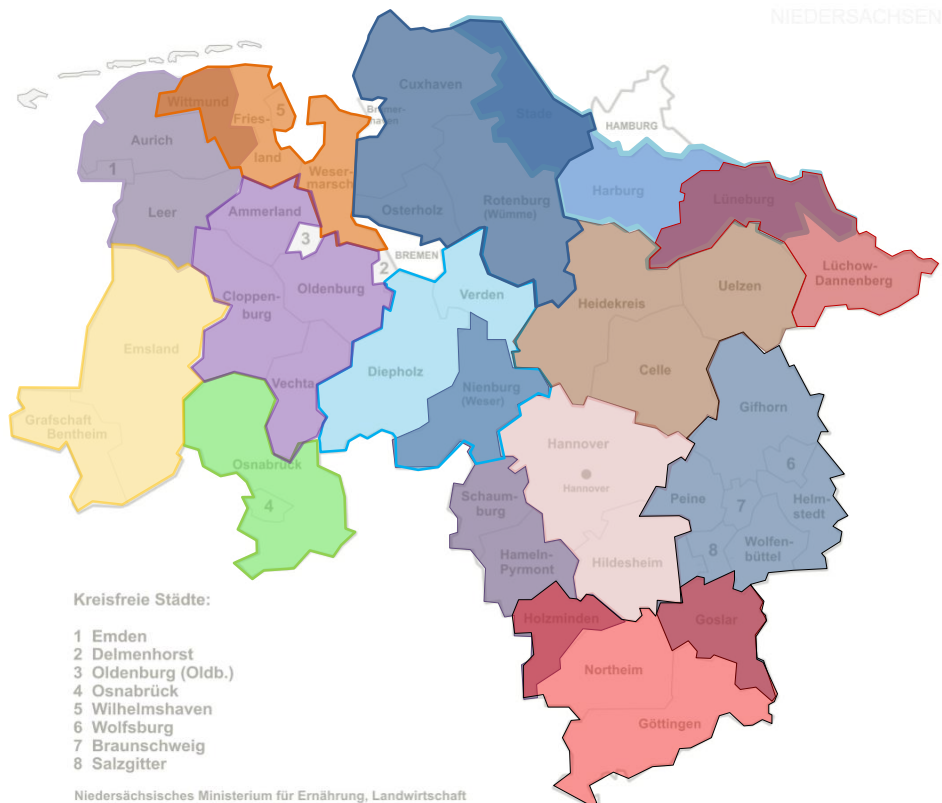 NIEDERSACHSEN
Cuxhaven
Wittmund
Stade
5
Bremer-
haven
Fries-
land
HAMBURG
Aurich
1
Weser-
marsch
Harburg
Lüneburg
Leer
Ammerland
Osterholz
Rotenburg
(Wümme)
3
BREMEN
2
Oldenburg
Verden
Heidekreis
Uelzen
Lüchow-
Dannenberg
Cloppen-
burg
Emsland
Vechta
Diepholz
Nienburg
(Weser)
Celle
Gifhorn
Grafschaft
Bentheim
Osnabrück
4
Hannover
Hannover
6
Schaum-
burg
Peine
7
Helm-
stedt
Hameln-
Pyrmont
Hildesheim
8
Wolfen-
büttel
Holzminden
Goslar
Northeim
Göttingen
Kreisfreie Städte:
1 Emden
2 Delmenhorst
3 Oldenburg (Oldb.)
4 Osnabrück
5 Wilhelmshaven
6 Wolfsburg
7 Braunschweig
8 Salzgitter
Niedersächsisches Ministerium für Ernährung, Landwirtschaft